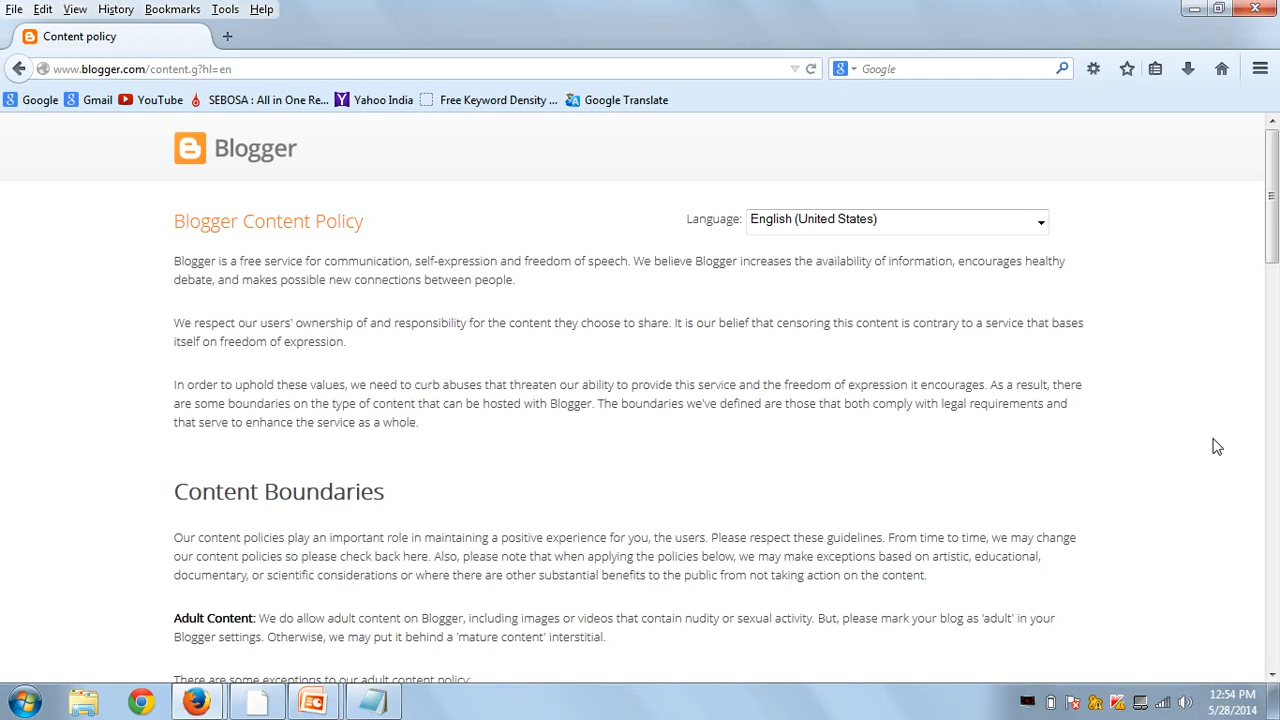 File Edit View History Bookmarks Tools Help
Content policy
www.blogger.com/content.g?hl=en
Google
Google Gmail YouTube SEBOSA : All in One Re... Yahoo India Free Keyword Density ... Google Translate
Blogger
Blogger Content Policy
Language: English (United States)
Blogger is a free service for communication, self-expression and freedom of speech. We believe Blogger increases the availability of information, encourages healthy
debate, and makes possible new connections between people.
We respect our users' ownership of and responsibility for the content they choose to share. It is our belief that censoring this content is contrary to a service that bases
itself on freedom of expression.
In order to uphold these values, we need to curb abuses that threaten our ability to provide this service and the freedom of expression it encourages. As a result, there
are some boundaries on the type of content that can be hosted with Blogger. The boundaries we've defined are those that both comply with legal requirements and
that serve to enhance the service as a whole.
Content Boundaries
Our content policies play an important role in maintaining a positive experience for you, the users. Please respect these guidelines. From time to time, we may change
our content policies so please check back here. Also, please note that when applying the policies below, we may make exceptions based on artistic, educational,
documentary, or scientific considerations or where there are other substantial benefits to the public from not taking action on the content.
Adult Content: We do allow adult content on Blogger, including images or videos that contain nudity or sexual activity. But, please mark your blog as 'adult' in your
Blogger settings. Otherwise, we may put it behind a 'mature content' interstitial.
There are some exceptions to our adult content policy:
12:54 PM
5/28/2014